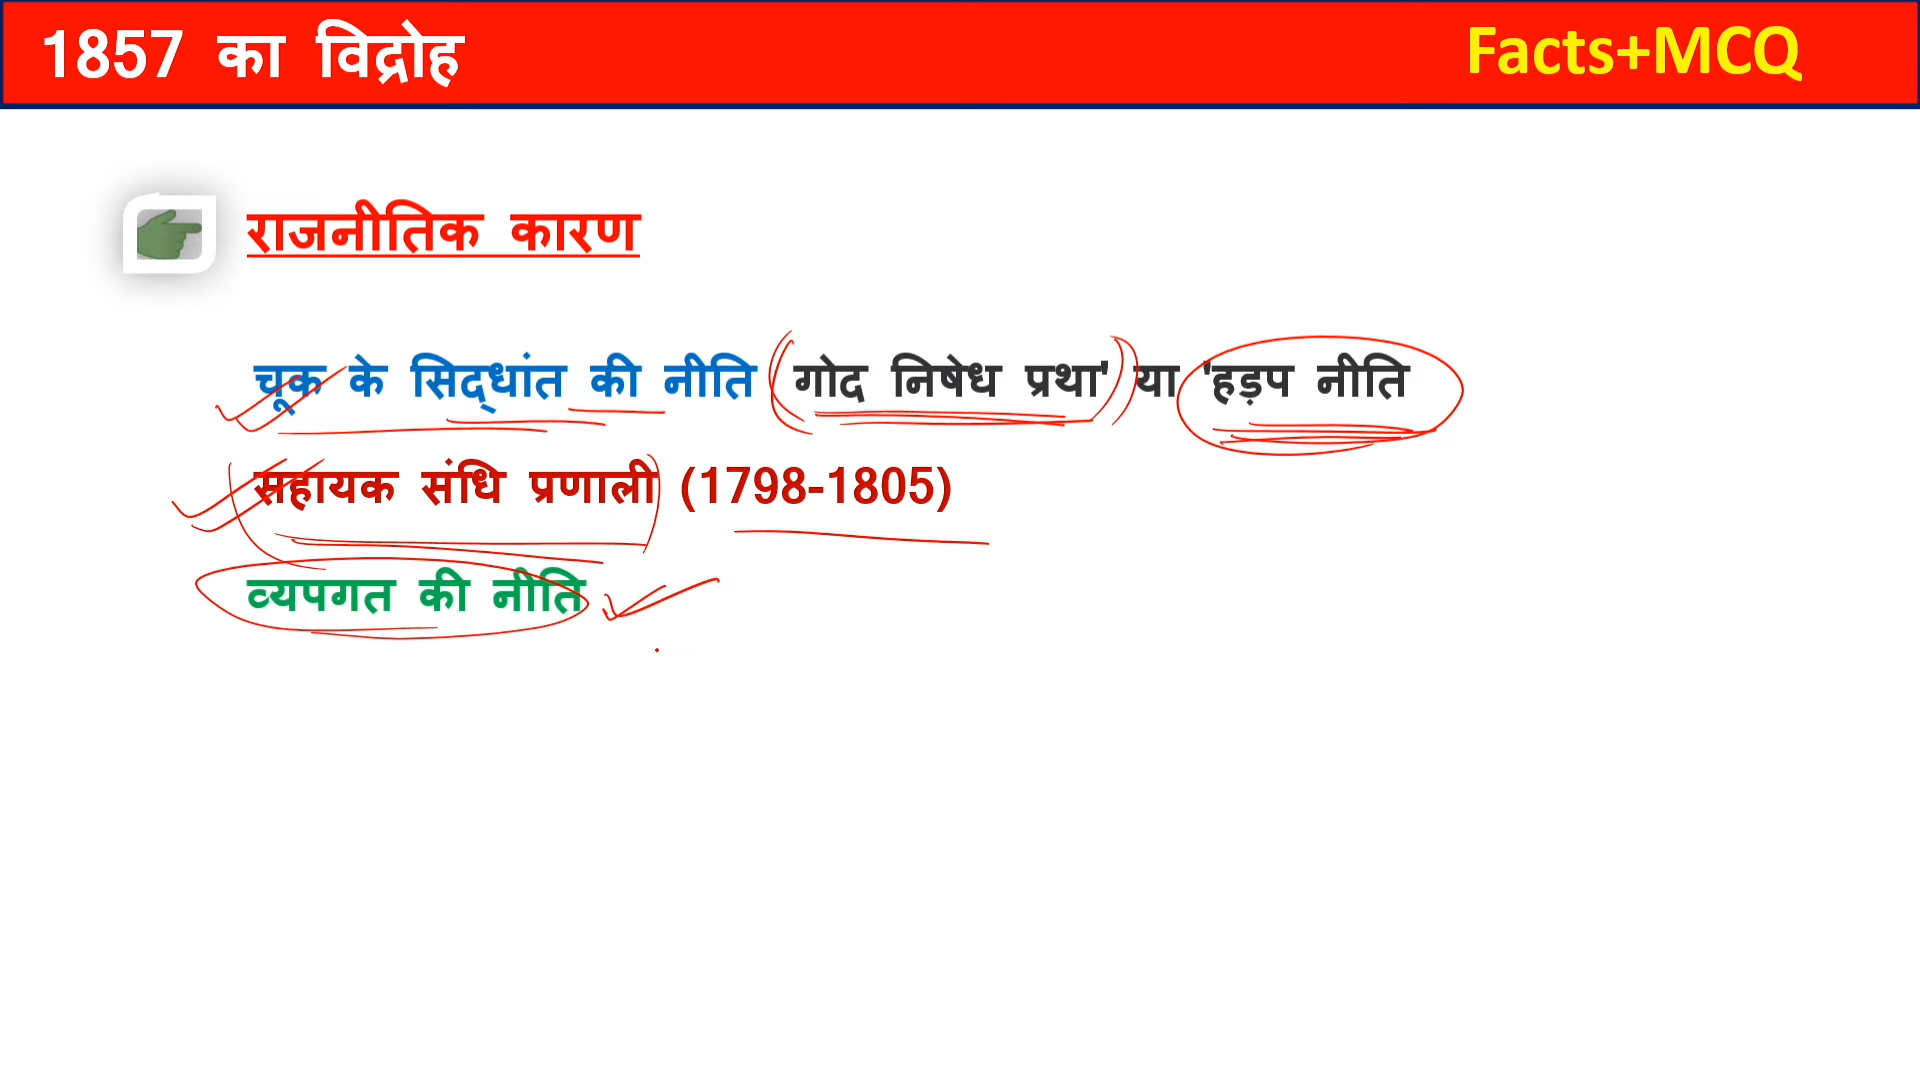 1857 का विद्रोह Facts+MCQ
राजनीतिक कारण
चूक के सिद्धांत की नीति गोद निषेध प्रथा' या 'हड़प नीति
सहायक संधि प्रणाली (1798-1805)
व्यपगत की नीति